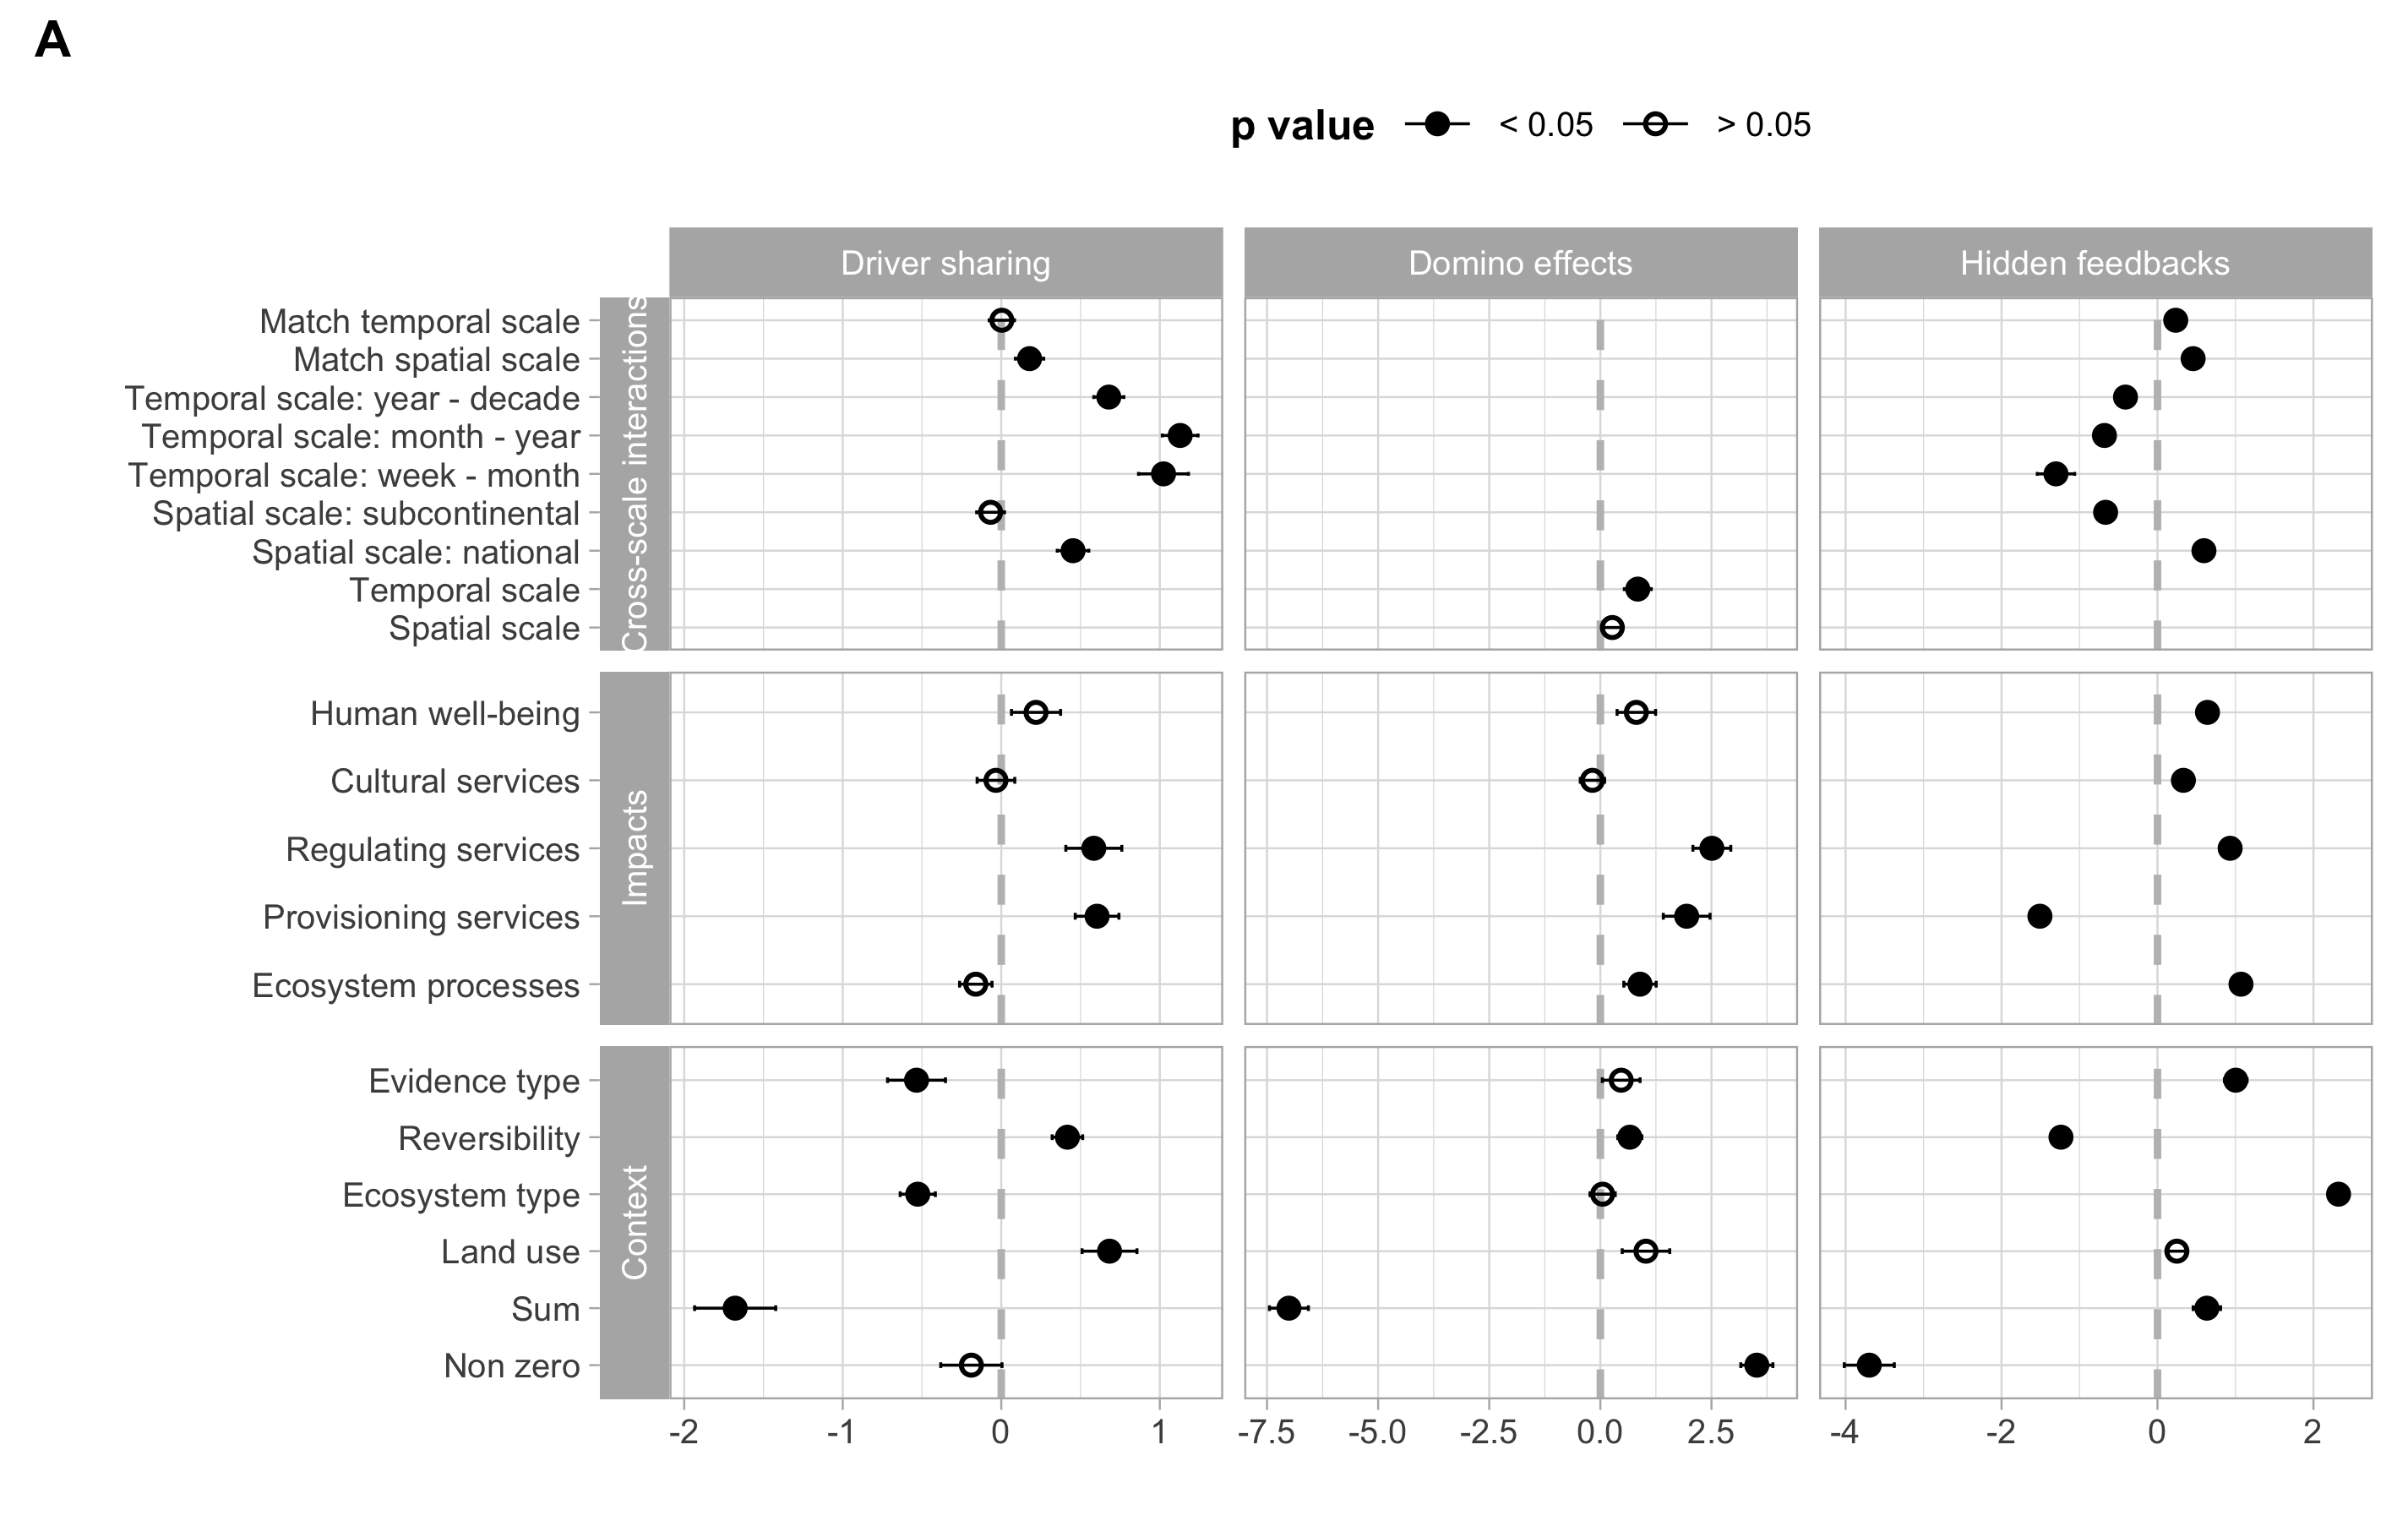 A
p value < 0.05 > 0.05
Driver sharing Domino effects Hidden feedbacks
Cross-scale interactions
Match temporal scale
Match spatial scale
Temporal scale: year - decade
Temporal scale: month - year
Temporal scale: week - month
Spatial scale: subcontinental
Spatial scale: national
Temporal scale
Spatial scale
Impacts
Human well-being
Cultural services
Regulating services
Provisioning services
Ecosystem processes
Context
Evidence type
Reversibility
Ecosystem type
Land use
Sum
Non zero
-2 -1 0 1 -7.5 -5.0 -2.5 0.0 2.5 -4 -2 0 2